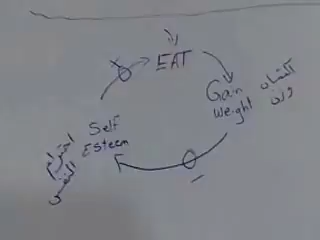 EAT
Gain
weight
اكتساب
وزن
Self
Esteem
احترام
النفس